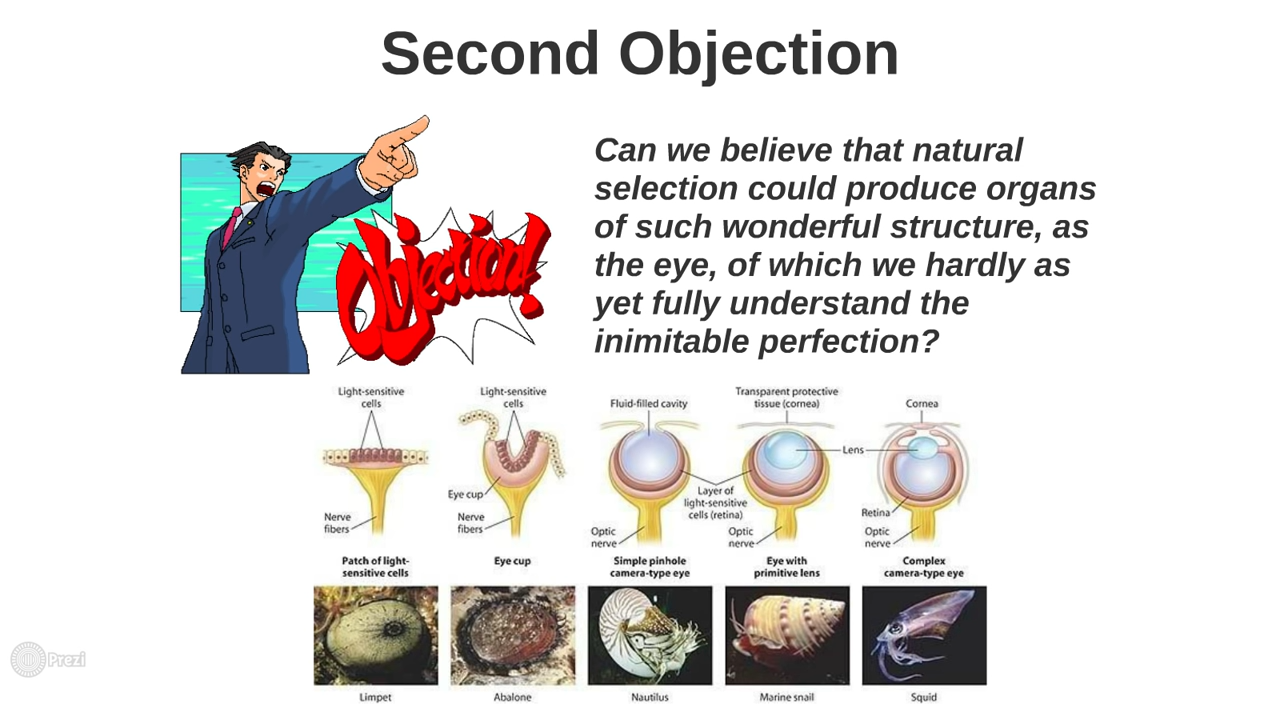 Second Objection
Objection!
Can we believe that natural
selection could produce organs
of such wonderful structure, as
the eye, of which we hardly as
yet fully understand the
inimitable perfection?
Light-sensitive
cells
Nerve
fibers
Patch of light-
sensitive cells
Limpet
Light-sensitive
cells
Eye cup
Nerve
fibers
Eye cup
Abalone
Fluid-filled cavity
Optic
nerve
Simple pinhole
camera-type eye
Nautilus
Layer of
light-sensitive
cells (retina)
Transparent protective
tissue (cornea)
Optic
nerve
Eye with
primitive lens
Marine snail
Lens
Cornea
Retina
Optic
nerve
Complex
camera-type eye
Squid
Prezi